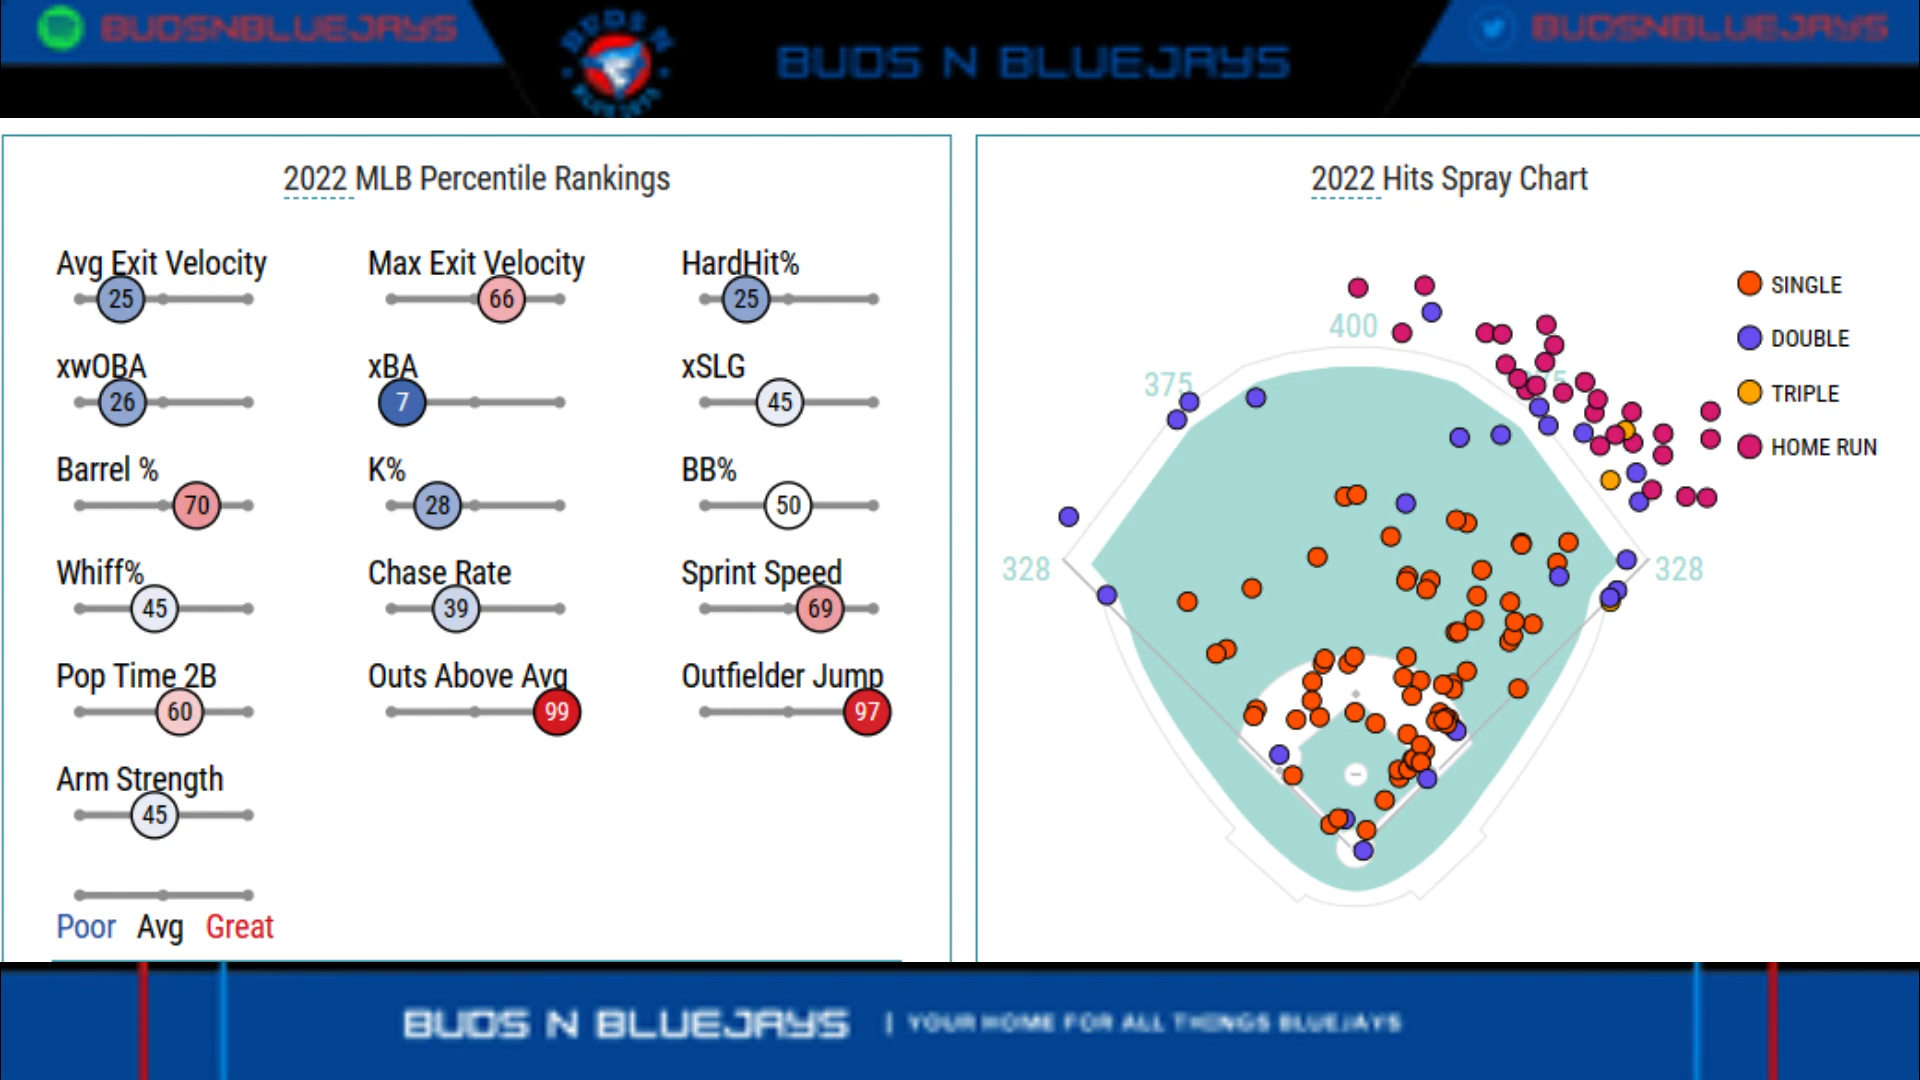 BUDSNBLUEJAYS
BUDS N
BLUEJAYS
BUDS N BLUEJAYS
BUDSNBLUEJAYS
2022 MLB Percentile Rankings
Avg Exit Velocity
25
Max Exit Velocity
66
HardHit%
25
xwOBA
26
xBA
7
xSLG
45
Barrel %
70
K%
28
BB%
50
Whiff%
45
Chase Rate
39
Sprint Speed
69
Pop Time 2B
60
Outs Above Avg
99
Outfielder Jump
97
Arm Strength
45
Poor Avg Great
2022 Hits Spray Chart
SINGLE
DOUBLE
TRIPLE
HOME RUN
400
375
375
328
328
BUDS N BLUEJAYS | YOUR HOME FOR ALL THINGS BLUEJAYS